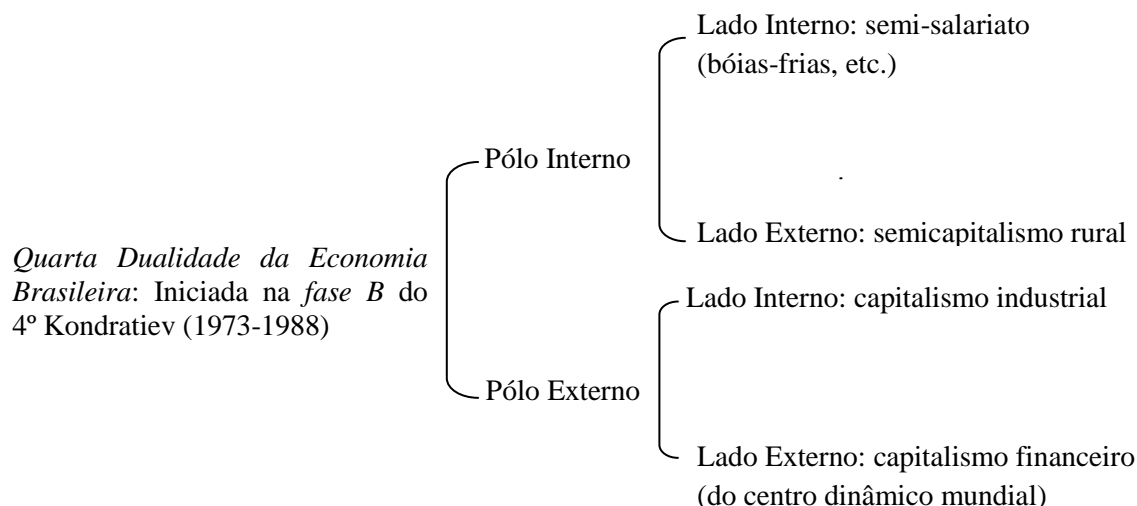 Lado Interno: semi-salariato
(bóias-frias, etc.)
Pólo Interno
Lado Externo: semicapitalismo rural
Quarta Dualidade da Economia
Brasileira: Iniciada na fase B do
4º Kondratiev (1973-1988)
Lado Interno: capitalismo industrial
Pólo Externo
Lado Externo: capitalismo financeiro
(do centro dinâmico mundial)